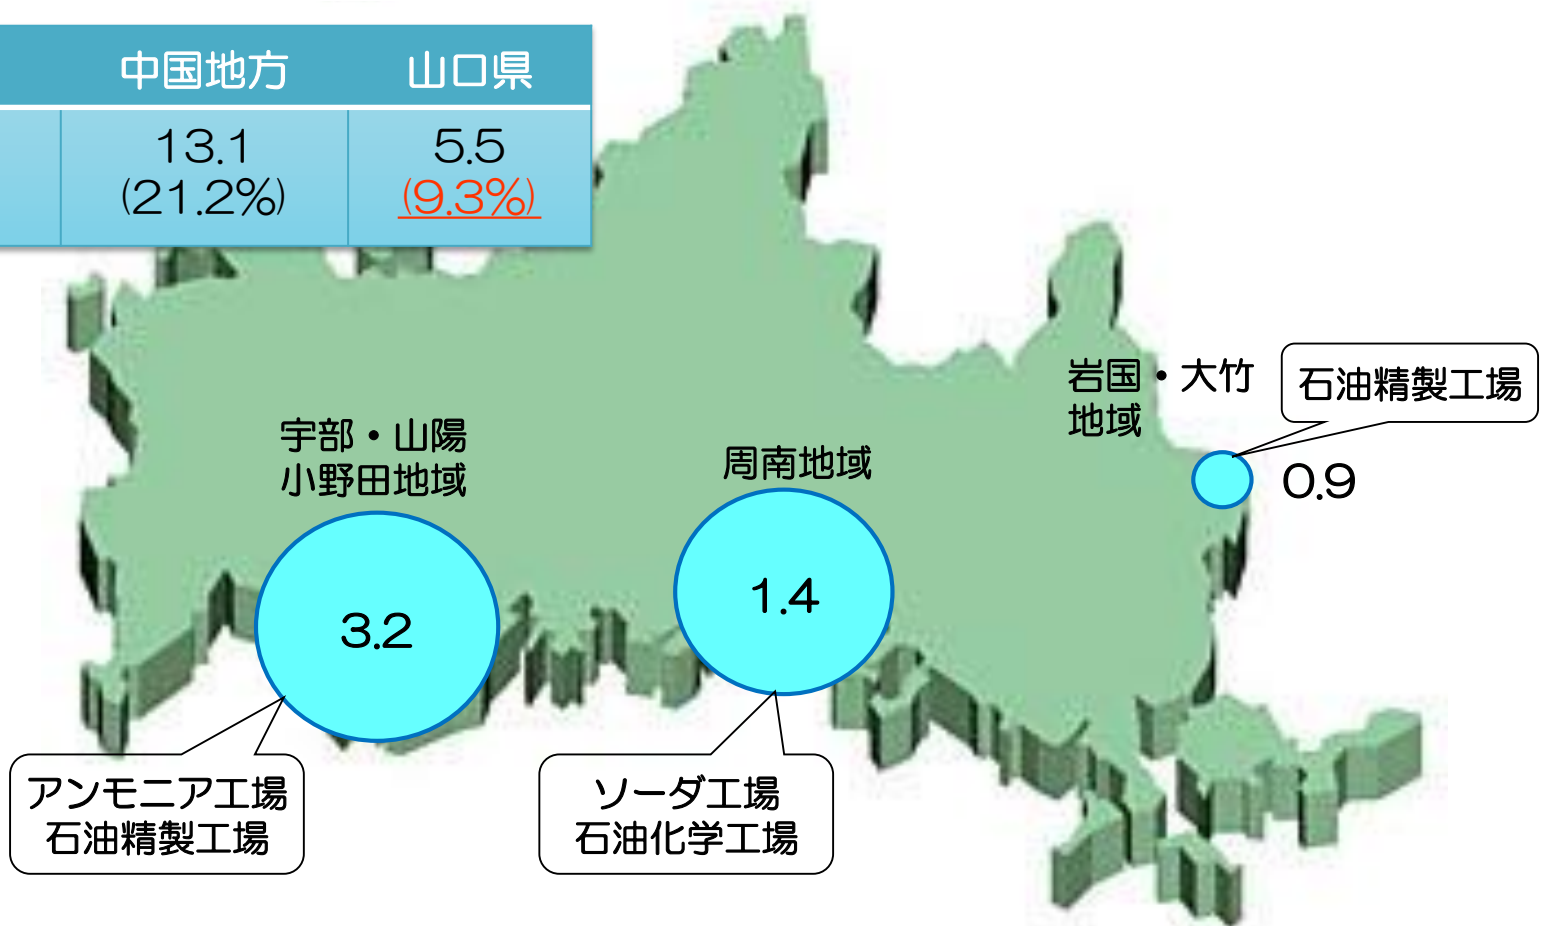 中国地方
山口県
13.1
(21.2%)
5.5
(9.3%)
岩国・大竹
地域
石油精製工場
0.9
宇部・山陽
小野田地域
3.2
周南地域
1.4
アンモニア工場
石油精製工場
ソーダ工場
石油化学工場